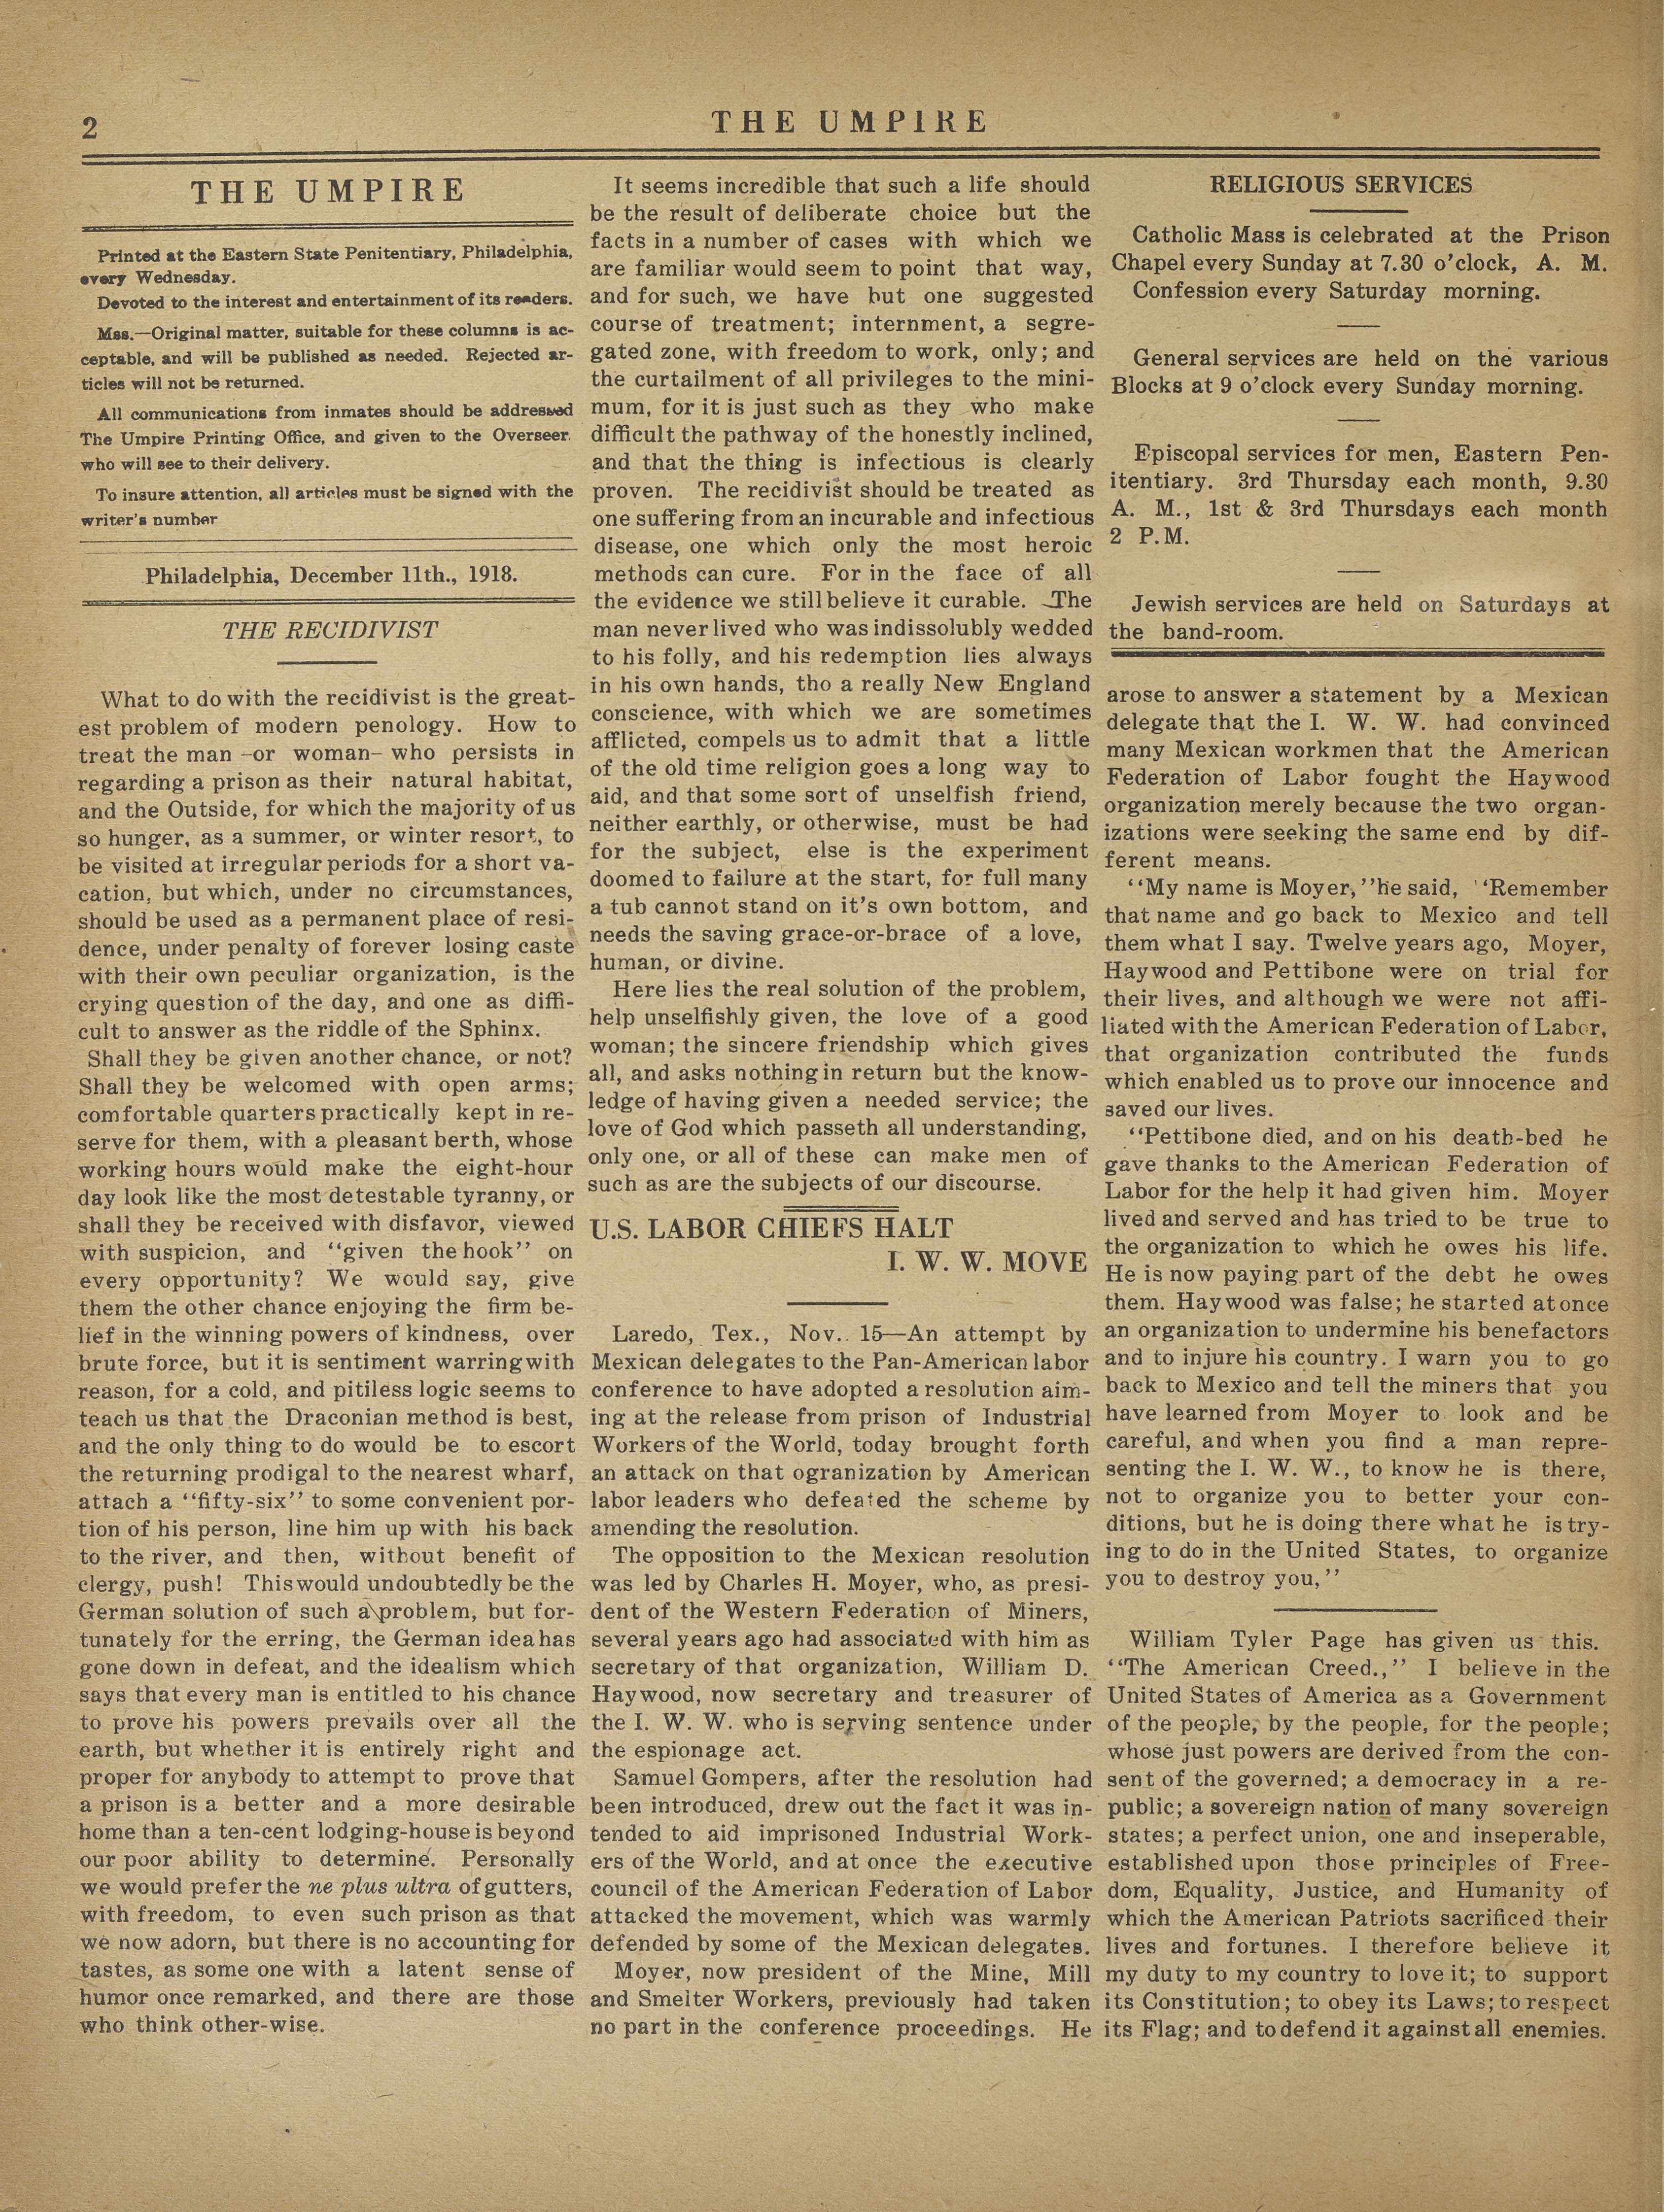 2
THE UMPIRE
THE UMPIRE
Printed at the Eastern State Penitentiary, Philadelphia,
every Wednesday.
Devoted to the interest and entertainment of its readers.
Mss.—Original matter, suitable for these columns is ac-
ceptable, and will be published as needed. Rejected ar-
ticles will not be returned.
All communications from inmates should be addressed
The Umpire Printing Office, and given to the Overseer.
who will see to their delivery.
To insure attention, all articles must be signed with the
writer's number
Philadelphia, December 11th., 1918.
THE RECIDIVIST
What to do with the recidivist is the great-
est problem of modern penology. How to
treat the man –or woman– who persists in
regarding a prison as their natural habitat,
and the Outside, for which the majority of us
so hunger, as a summer, or winter resort, to
be visited at irregular periods for a short va-
cation, but which, under no circumstances,
should be used as a permanent place of resi-
dence, under penalty of forever losing caste
with their own peculiar organization, is the
crying question of the day, and one as diffi-
cult to answer as the riddle of the Sphinx.
Shall they be given another chance, or not?
Shall they be welcomed with open arms;
comfortable quarters practically kept in re-
serve for them, with a pleasant berth, whose
working hours would make the eight-hour
day look like the most detestable tyranny, or
shall they be received with disfavor, viewed
with suspicion, and ‘‘given the hook’’ on
every opportunity? We would say, give
them the other chance enjoying the firm be-
lief in the winning powers of kindness, over
brute force, but it is sentiment warring with
reason, for a cold, and pitiless logic seems to
teach us that the Draconian method is best,
and the only thing to do would be to escort
the returning prodigal to the nearest wharf,
attach a ‘‘fifty-six’’ to some convenient por-
tion of his person, line him up with his back
to the river, and then, without benefit of
clergy, push! This would undoubtedly be the
German solution of such a problem, but for-
tunately for the erring, the German idea has
gone down in defeat, and the idealism which
says that every man is entitled to his chance
to prove his powers prevails over all the
earth, but whether it is entirely right and
proper for anybody to attempt to prove that
a prison is a better and a more desirable
home than a ten-cent lodging-house is beyond
our poor ability to determine. Personally
we would prefer the ne plus ultra of gutters,
with freedom, to even such prison as that
we now adorn, but there is no accounting for
tastes, as some one with a latent sense of
humor once remarked, and there are those
who think other-wise.
It seems incredible that such a life should
be the result of deliberate choice but the
facts in a number of cases with which we
are familiar would seem to point that way,
and for such, we have but one suggested
course of treatment; internment, a segre-
gated zone, with freedom to work, only; and
the curtailment of all privileges to the mini-
mum, for it is just such as they who make
difficult the pathway of the honestly inclined,
and that the thing is infectious is clearly
proven. The recidivist should be treated as
one suffering from an incurable and infectious
disease, one which only the most heroic
methods can cure. For in the face of all
the evidence we still believe it curable. The
man never lived who was indissolubly wedded
to his folly, and his redemption lies always
in his own hands, tho a really New England
conscience, with which we are sometimes
afflicted, compels us to admit that a little
of the old time religion goes a long way to
aid, and that some sort of unselfish friend,
neither earthly, or otherwise, must be had
for the subject, else is the experiment
doomed to failure at the start, for full many
a tub cannot stand on it's own bottom, and
needs the saving grace-or-brace of a love,
human, or divine.
Here lies the real solution of the problem,
help unselfishly given, the love of a good
woman; the sincere friendship which gives
all, and asks nothing in return but the know-
ledge of having given a needed service; the
love of God which passeth all understanding,
only one, or all of these can make men of
such as are the subjects of our discourse.
U.S. LABOR CHIEFS HALT
I. W. W. MOVE
Laredo, Tex., Nov. 15—An attempt by
Mexican delegates to the Pan-American labor
conference to have adopted a resolution aim-
ing at the release from prison of Industrial
Workers of the World, today brought forth
an attack on that ogranization by American
labor leaders who defeated the scheme by
amending the resolution.
The opposition to the Mexican resolution
was led by Charles H. Moyer, who, as presi-
dent of the Western Federation of Miners,
several years ago had associated with him as
secretary of that organization, William D.
Haywood, now secretary and treasurer of
the I. W. W. who is serving sentence under
the espionage act.
Samuel Gompers, after the resolution had
been introduced, drew out the fact it was in-
tended to aid imprisoned Industrial Work-
ers of the World, and at once the executive
council of the American Federation of Labor
attacked the movement, which was warmly
defended by some of the Mexican delegates.
Moyer, now president of the Mine, Mill
and Smelter Workers, previously had taken
no part in the conference proceedings. He
RELIGIOUS SERVICES
Catholic Mass is celebrated at the Prison
Chapel every Sunday at 7.30 o'clock, A. M.
Confession every Saturday morning.
General services are held on the various
Blocks at 9 o'clock every Sunday morning.
Episcopal services for men, Eastern Pen-
itentiary. 3rd Thursday each month, 9.30
A. M., 1st & 3rd Thursdays each month
2 P.M.
Jewish services are held on Saturdays at
the band-room.
arose to answer a statement by a Mexican
delegate that the I. W. W. had convinced
many Mexican workmen that the American
Federation of Labor fought the Haywood
organization merely because the two organ-
izations were seeking the same end by dif-
ferent means.
‘‘My name is Moyer,’’ he said, ‘‘Remember
that name and go back to Mexico and tell
them what I say. Twelve years ago, Moyer,
Haywood and Pettibone were on trial for
their lives, and although we were not affi-
liated with the American Federation of Labor,
that organization contributed the funds
which enabled us to prove our innocence and
saved our lives.
‘‘Pettibone died, and on his death-bed he
gave thanks to the American Federation of
Labor for the help it had given him. Moyer
lived and served and has tried to be true to
the organization to which he owes his life.
He is now paying part of the debt he owes
them. Haywood was false; he started at once
an organization to undermine his benefactors
and to injure his country. I warn you to go
back to Mexico and tell the miners that you
have learned from Moyer to look and be
careful, and when you find a man repre-
senting the I. W. W., to know he is there,
not to organize you to better your con-
ditions, but he is doing there what he is try-
ing to do in the United States, to organize
you to destroy you,’’
William Tyler Page has given us this.
‘‘The American Creed.,’’ I believe in the
United States of America as a Government
of the people, by the people, for the people;
whose just powers are derived from the con-
sent of the governed; a democracy in a re-
public; a sovereign nation of many sovereign
states; a perfect union, one and inseperable,
established upon those principles of Free-
dom, Equality, Justice, and Humanity of
which the American Patriots sacrificed their
lives and fortunes. I therefore believe it
my duty to my country to love it; to support
its Constitution; to obey its Laws; to respect
its Flag; and to defend it against all enemies.